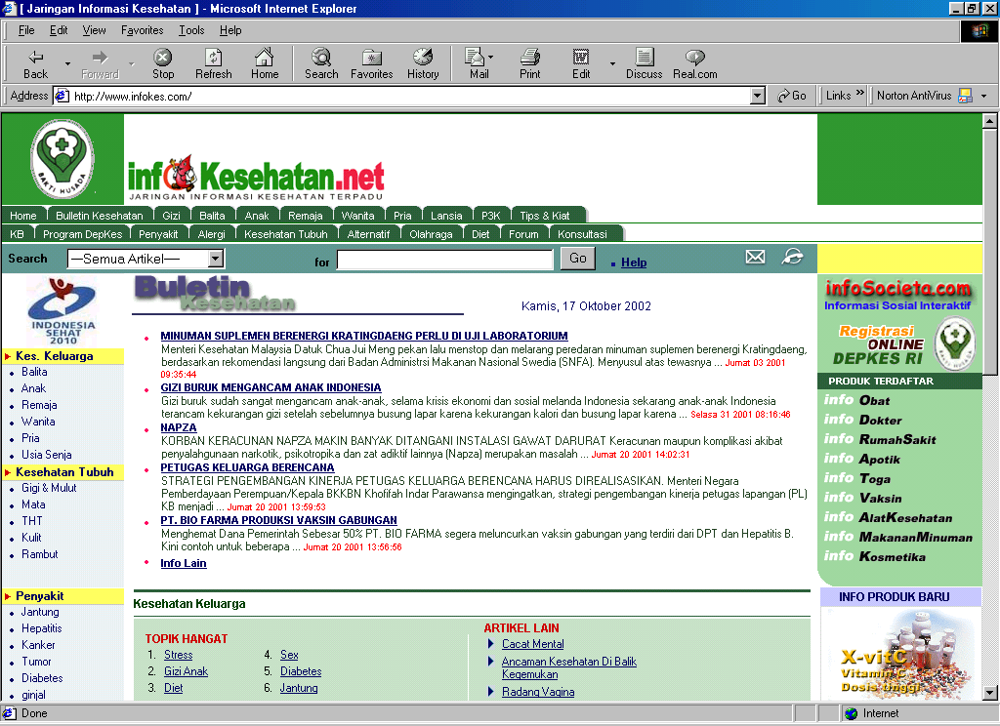 [ Jaringan Informasi Kesehatan ] - Microsoft Internet Explorer
File Edit View Favorites Tools Help
Back Forward Stop Refresh Home Search Favorites History Mail Print Edit Discuss Real.com
Address http://www.infokes.com/ Go Links » Norton AntiVirus
BAKTI HUSADA
infoKesehatan.net
JARINGAN INFORMASI KESEHATAN TERPADU
Home Bulletin Kesehatan Gizi Balita Anak Remaja Wanita Pria Lansia P3K Tips & Kiat
KB Program DepKes Penyakit Alergi Kesehatan Tubuh Alternatif Olahraga Diet Forum Konsultasi
Search ---Semua Artikel---- for Go Help
INDONESIA
SEHAT
2010
Kes. Keluarga
Balita
Anak
Remaja
Wanita
Pria
Usia Senja
Kesehatan Tubuh
Gigi & Mulut
Mata
THT
Kulit
Rambut
Penyakit
Jantung
Hepatitis
Kanker
Tumor
Diabetes
ginjal
Buletin
Kesehatan
Kamis, 17 Oktober 2002
MINUMAN SUPLEMEN BERENERGI KRATINGDAENG PERLU DI UJI LABORATORIUM
Menteri Kesehatan Malaysia Datuk Chua Jui Meng pekan lalu menstop dan melarang peredaran minuman suplemen berenergi Kratingdaeng,
berdasarkan rekomendasi langsung dari Badan Administrsi Makanan Nasional Swedia (SNFA). Menyusul atas tewasnya ... Jumat 03 2001
09:35:44
GIZI BURUK MENGANCAM ANAK INDONESIA
Gizi buruk sudah sangat mengancam anak-anak, selama krisis ekonomi dan sosial melanda Indonesia sekarang anak-anak Indonesia
terancam kekurangan gizi setelah sebelumnya busung lapar karena kekurangan kalori dan busung lapar karena ... Selasa 31 2001 08:16:46
NAPZA
KORBAN KERACUNAN NAPZA MAKIN BANYAK DITANGANI INSTALASI GAWAT DARURAT Keracunan maupun komplikasi akibat
penyalahgunaan narkotik, psikotropika dan zat adiktif lainnya (Napza) merupakan masalah ... Jumat 20 2001 14:02:31
PETUGAS KELUARGA BERENCANA
STRATEGI PENGEMBANGAN KINERJA PETUGAS KELUARGA BERENCANA HARUS DIREALISASIKAN. Menteri Negara
Pemberdayaan Perempuan/Kepala BKKBN Khofifah Indar Parawansa mengingatkan, strategi pengembangan kinerja petugas lapangan (PL)
KB menjadi ... Jumat 20 2001 13:59:53
PT. BIO FARMA PRODUKSI VAKSIN GABUNGAN
Menghemat Dana Pemerintah Sebesar 50% PT. BIO FARMA segera meluncurkan vaksin gabungan yang terdiri dari DPT dan Hepatitis B.
Kini contoh untuk beberapa ... Jumat 20 2001 13:56:56
Info Lain
Kesehatan Keluarga
TOPIK HANGAT
1. Stress
2. Gizi Anak
3. Diet
4. Sex
5. Diabetes
6. Jantung
ARTIKEL LAIN
Cacat Mental
Ancaman Kesehatan Di Balik
Kegemukan
Radang Vagina
infoSocieta.com
Informasi Sosial Interaktif
Registrasi
ONLINE
DEPKES RI
PRODUK TERDAFTAR
info Obat
info Dokter
info RumahSakit
info Apotik
info Toga
info Vaksin
info AlatKesehatan
info MakananMinuman
info Kosmetika
INFO PRODUK BARU
X-vitC
Vitamin C
Dosis tinggi
Done Internet